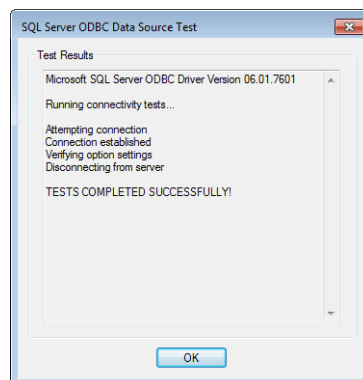 SQL Server ODBC Data Source Test
Test Results
Microsoft SQL Server ODBC Driver Version 06.01.7601
Running connectivity tests...
Attempting connection
Connection established
Verifying option settings
Disconnecting from server
TESTS COMPLETED SUCCESSFULLY!
OK